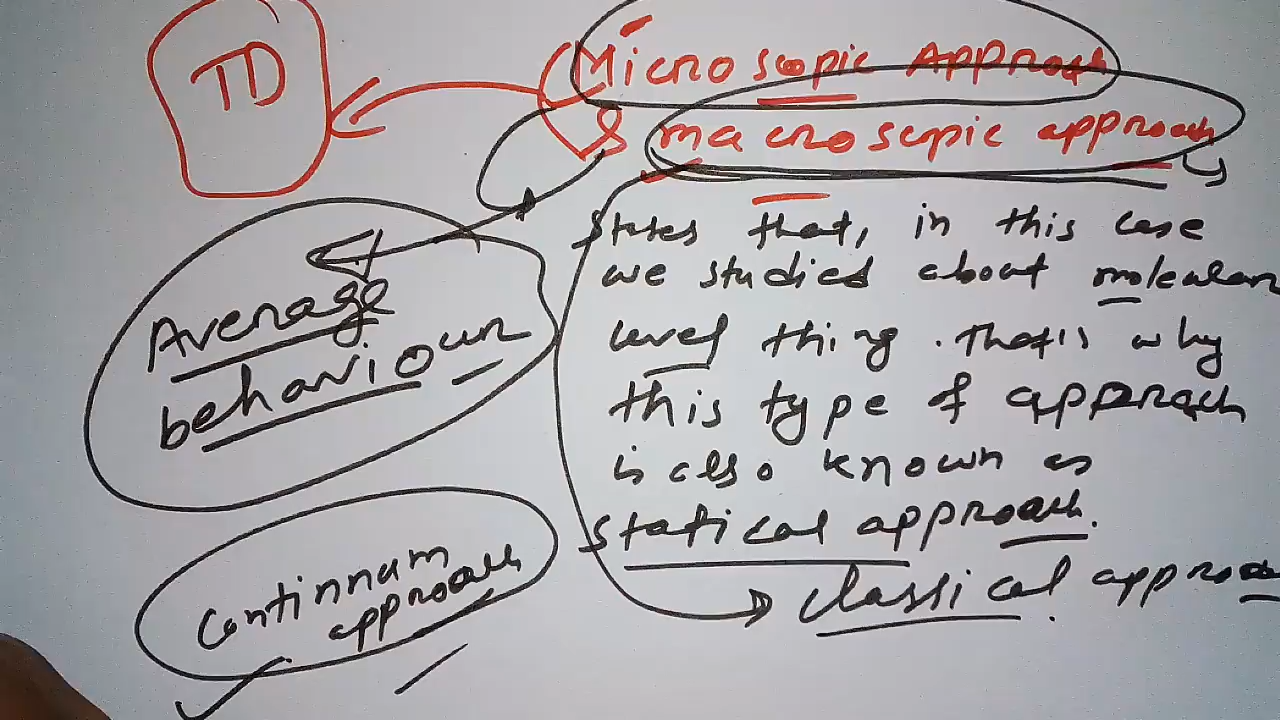 TD
Microscopic Approach
macroscopic approach
states that, in this case
we studied about molecular
level thing. that's why
this type of approach
is also known as
statical approach.
classical approach.
Average
behaviour
Continnum
approach